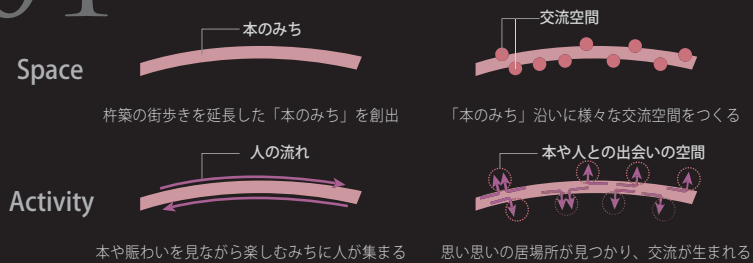 本のみち
交流空間
Space
杵築の街歩きを延長した「本のみち」を創出
「本のみち」沿いに様々な交流空間をつくる
人の流れ
本や人との出会いの空間
Activity
本や賑わいを見ながら楽しむみちに人が集まる
思い思いの居場所が見つかり、交流が生まれる